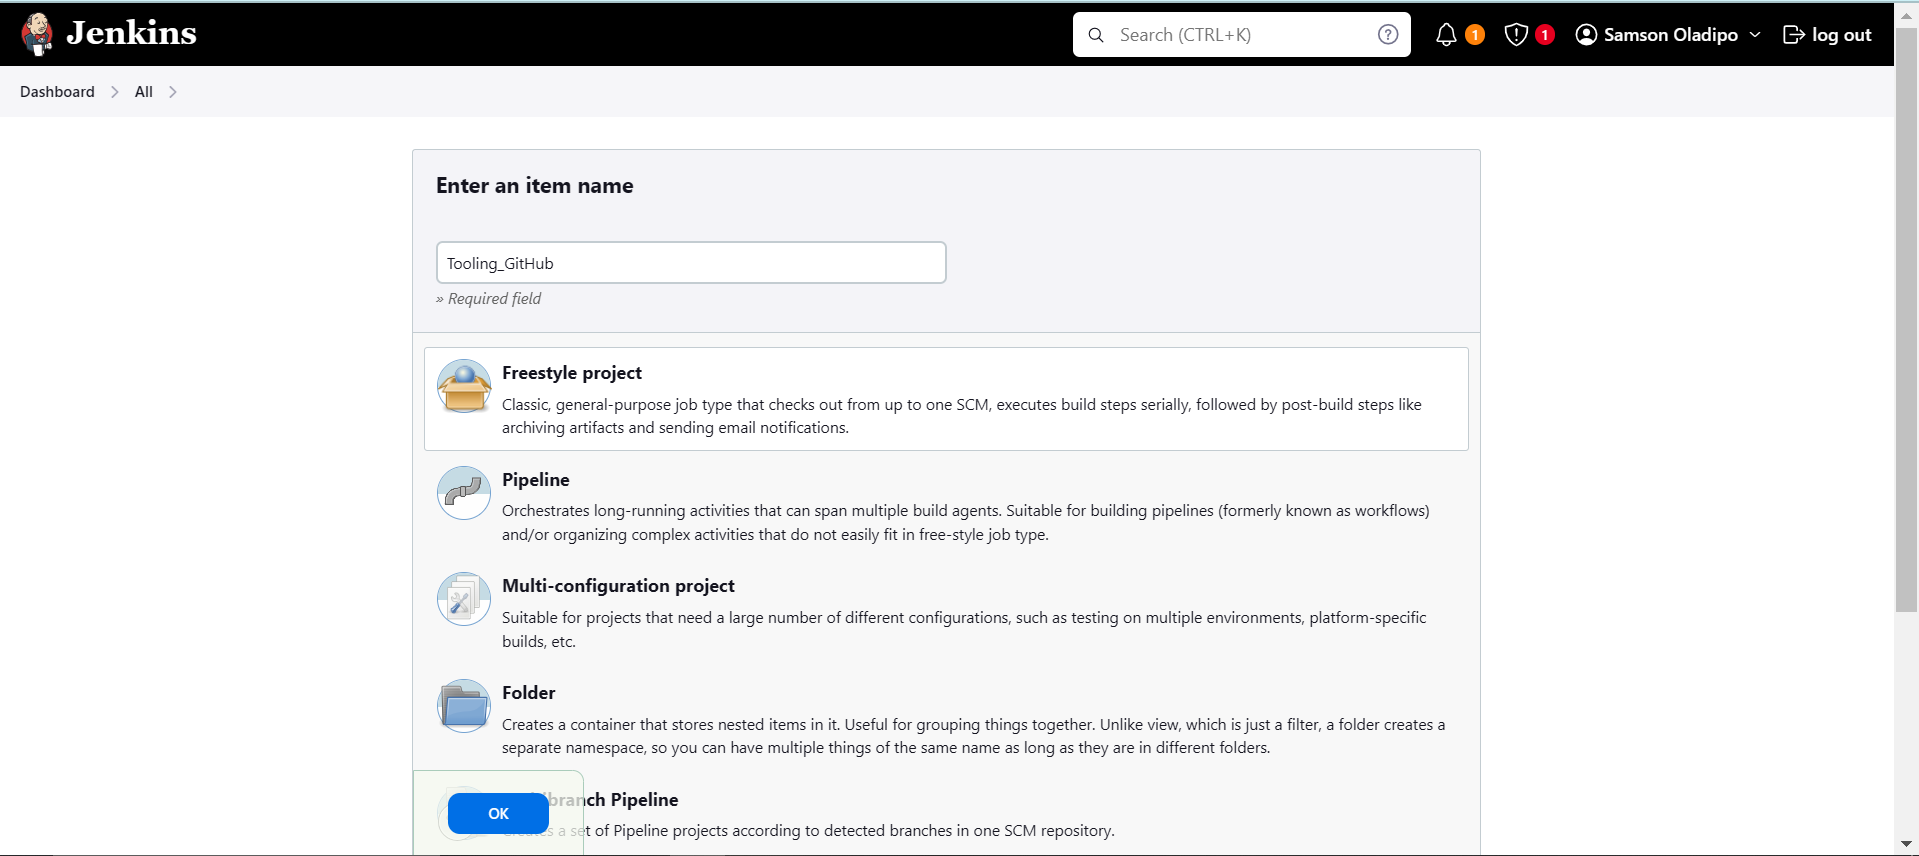 Jenkins
Search (CTRL+K)
?
1
1
Samson Oladipo
log out
Dashboard
All
Enter an item name
Tooling_GitHub
» Required field
Freestyle project
Classic, general-purpose job type that checks out from up to one SCM, executes build steps serially, followed by post-build steps like
archiving artifacts and sending email notifications.
Pipeline
Orchestrates long-running activities that can span multiple build agents. Suitable for building pipelines (formerly known as workflows)
and/or organizing complex activities that do not easily fit in free-style job type.
Multi-configuration project
Suitable for projects that need a large number of different configurations, such as testing on multiple environments, platform-specific
builds, etc.
Folder
Creates a container that stores nested items in it. Useful for grouping things together. Unlike view, which is just a filter, a folder creates a
separate namespace, so you can have multiple things of the same name as long as they are in different folders.
branch Pipeline
OK
Creates a set of Pipeline projects according to detected branches in one SCM repository.